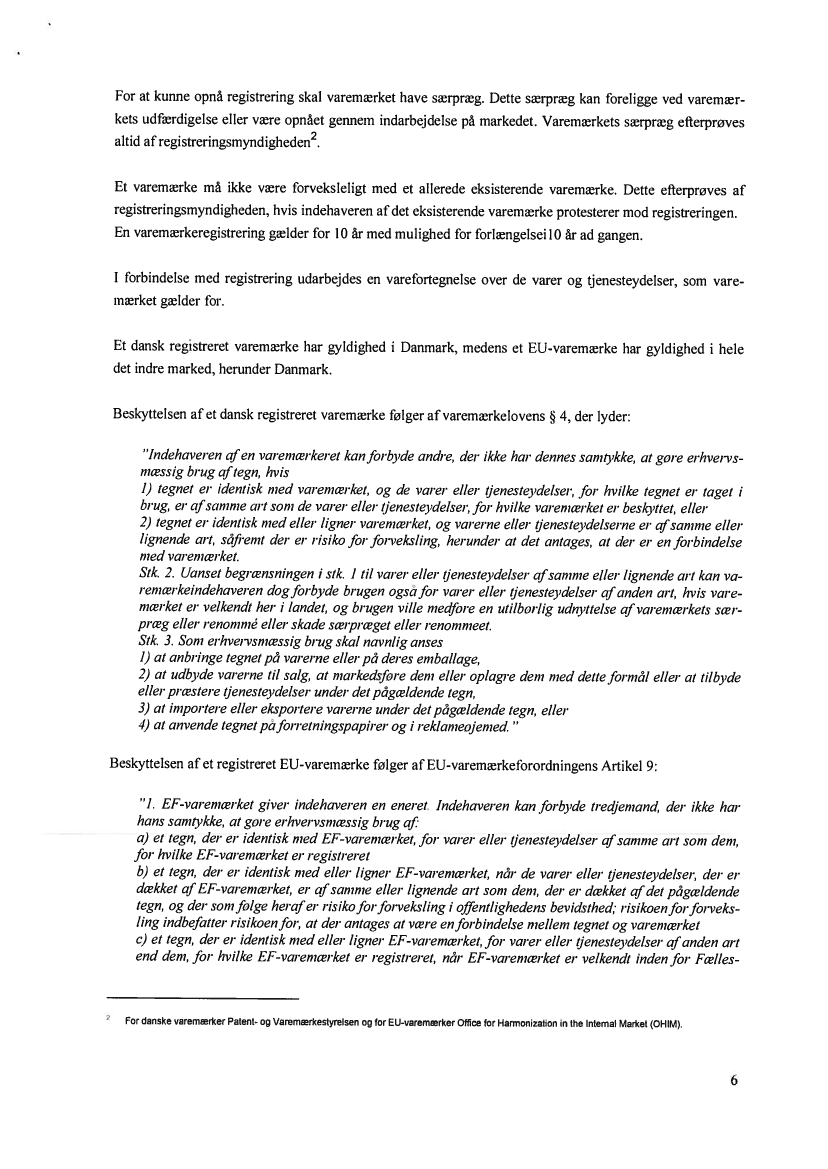 For at kunne opnå registrering skal varemærket have særpræg. Dette særpræg kan foreligge ved varemær-
kets udfærdigelse eller være opnået gennem indarbejdelse på markedet. Varemærkets særpræg efterprøves
altid af registreringsmyndigheden².
Et varemærke må ikke være forveksleligt med et allerede eksisterende varemærke. Dette efterprøves af
registreringsmyndigheden, hvis indehaveren af det eksisterende varemærke protesterer mod registreringen.
En varemærkeregistrering gælder for 10 år med mulighed for forlængelsei10 år ad gangen.
I forbindelse med registrering udarbejdes en varefortegnelse over de varer og tjenesteydelser, som vare-
mærket gælder for.
Et dansk registreret varemærke har gyldighed i Danmark, medens et EU-varemærke har gyldighed i hele
det indre marked, herunder Danmark.
Beskyttelsen af et dansk registreret varemærke følger af varemærkelovens § 4, der lyder:
"Indehaveren af en varemærkeret kan forbyde andre, der ikke har dennes samtykke, at gøre erhvervs-
mæssig brug af tegn, hvis
1) tegnet er identisk med varemærket, og de varer eller tjenesteydelser, for hvilke tegnet er taget i
brug, er af samme art som de varer eller tjenesteydelser, for hvilke varemærket er beskyttet, eller
2) tegnet er identisk med eller ligner varemærket, og varerne eller tjenesteydelserne er af samme eller
lignende art, såfremt der er risiko for forveksling, herunder at det antages, at der er en forbindelse
med varemærket.
Stk. 2. Uanset begrænsningen i stk. 1 til varer eller tjenesteydelser af samme eller lignende art kan va-
remærkeindehaveren dog forbyde brugen også for varer eller tjenesteydelser af anden art, hvis vare-
mærket er velkendt her i landet, og brugen ville medføre en utilborlig udnyttelse af varemærkets sær-
præg eller renommé eller skade særpræget eller renommeet.
Stk. 3. Som erhvervsmæssig brug skal navnlig anses
1) at anbringe tegnet på varerne eller på deres emballage,
2) at udbyde varerne til salg, at markedsføre dem eller oplagre dem med dette formål eller at tilbyde
eller præstere tjenesteydelser under det pågældende tegn,
3) at importere eller eksportere varerne under det pågældende tegn, eller
4) at anvende tegnet på forretningspapirer og i reklameøjemed."
Beskyttelsen af et registreret EU-varemærke følger af EU-varemærkeforordningens Artikel 9:
"1. EF-varemærket giver indehaveren en eneret. Indehaveren kan forbyde tredjemand, der ikke har
hans samtykke, at gøre erhvervsmæssig brug af:
a) et tegn, der er identisk med EF-varemærket, for varer eller tjenesteydelser af samme art som dem,
for hvilke EF-varemærket er registreret
b) et tegn, der er identisk med eller ligner EF-varemærket, når de varer eller tjenesteydelser, der er
dækket af EF-varemærket, er af samme eller lignende art som dem, der er dækket af det pågældende
tegn, og der som følge heraf er risiko for forveksling i offentlighedens bevidsthed; risikoen for forveks-
ling indbefatter risikoen for, at der antages at være en forbindelse mellem tegnet og varemærket
c) et tegn, der er identisk med eller ligner EF-varemærket, for varer eller tjenesteydelser af anden art
end dem, for hvilke EF-varemærket er registreret, når EF-varemærket er velkendt inden for Fælles-
2 For danske varemærker Patent- og Varemærkestyrelsen og for EU-varemærker Office for Harmonization in the Internal Market (OHIM).
6